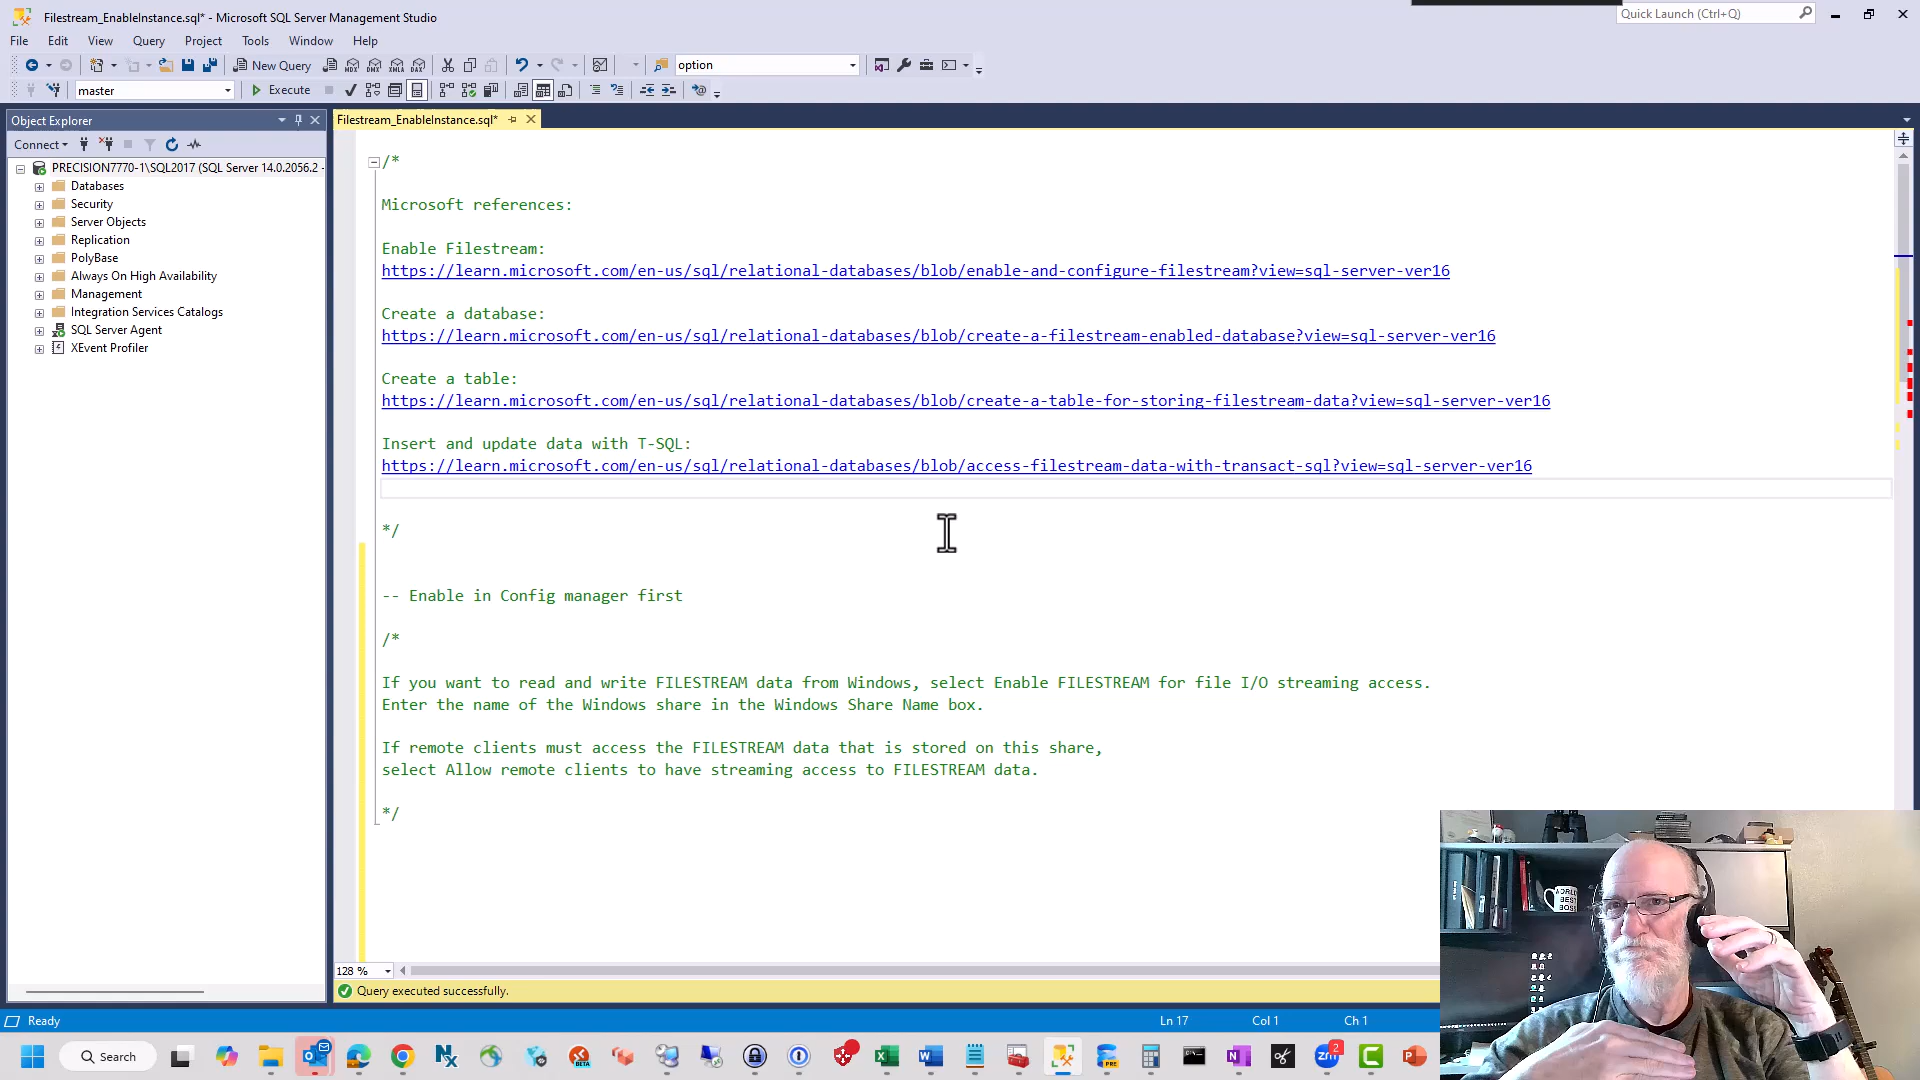 Filestream_EnableInstance.sql* - Microsoft SQL Server Management Studio
Quick Launch (Ctrl+Q)
File Edit View Query Project Tools Window Help
New Query
MDX DMX XMLA DAX
option
master
Execute
Object Explorer
Filestream_EnableInstance.sql*
Connect
PRECISION7770-1\SQL2017 (SQL Server 14.0.2056.2 -
Databases
Security
Server Objects
Replication
PolyBase
Always On High Availability
Management
Integration Services Catalogs
SQL Server Agent
XEvent Profiler
/*
Microsoft references:
Enable Filestream:
https://learn.microsoft.com/en-us/sql/relational-databases/blob/enable-and-configure-filestream?view=sql-server-ver16
Create a database:
https://learn.microsoft.com/en-us/sql/relational-databases/blob/create-a-filestream-enabled-database?view=sql-server-ver16
Create a table:
https://learn.microsoft.com/en-us/sql/relational-databases/blob/create-a-table-for-storing-filestream-data?view=sql-server-ver16
Insert and update data with T-SQL:
https://learn.microsoft.com/en-us/sql/relational-databases/blob/access-filestream-data-with-transact-sql?view=sql-server-ver16
*/
-- Enable in Config manager first
/*
If you want to read and write FILESTREAM data from Windows, select Enable FILESTREAM for file I/O streaming access.
Enter the name of the Windows share in the Windows Share Name box.
If remote clients must access the FILESTREAM data that is stored on this share,
select Allow remote clients to have streaming access to FILESTREAM data.
*/
128 %
Query executed successfully.
Ready
Ln 17 Col 1 Ch 1
Search
BETA
PRE
zm
2